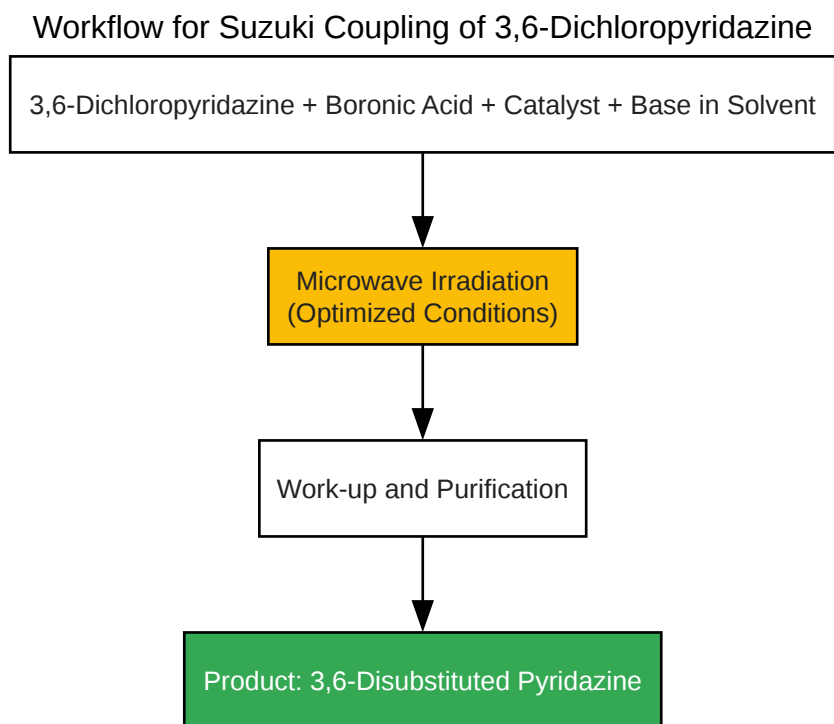 Workflow for Suzuki Coupling of 3,6-Dichloropyridazine
3,6-Dichloropyridazine + Boronic Acid + Catalyst + Base in Solvent
Microwave Irradiation
(Optimized Conditions)
Work-up and Purification
Product: 3,6-Disubstituted Pyridazine